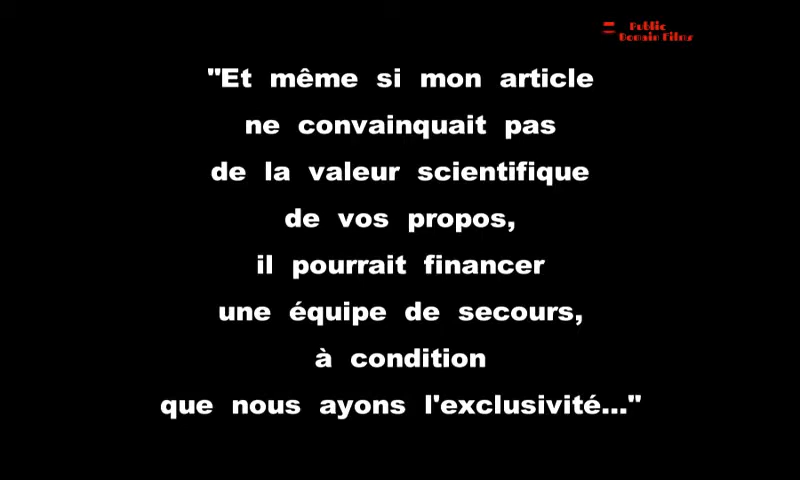 Public
Domain Films
"Et même si mon article
ne convainquait pas
de la valeur scientifique
de vos propos,
il pourrait financer
une équipe de secours,
à condition
que nous ayons l'exclusivité..."